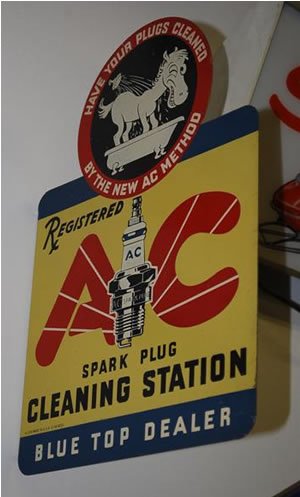 HAVE YOUR PLUGS CLEANED
BY THE NEW AC METHOD
REGISTERED
AC
AC
SPARK PLUG
CLEANING STATION
BLUE TOP DEALER